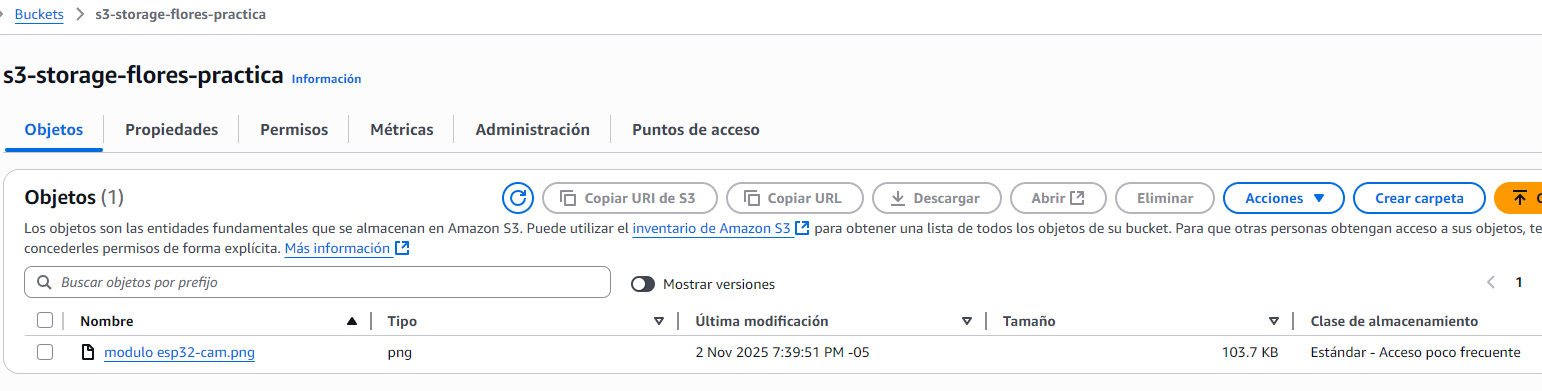 Buckets > s3-storage-flores-practica
s3-storage-flores-practica Información
Objetos Propiedades Permisos Métricas Administración Puntos de acceso
Objetos (1) Copiar URI de S3 Copiar URL Descargar Abrir Eliminar Acciones Crear carpeta
Los objetos son las entidades fundamentales que se almacenan en Amazon S3. Puede utilizar el inventario de Amazon S3 para obtener una lista de todos los objetos de su bucket. Para que otras personas obtengan acceso a sus objetos, te
concederles permisos de forma explícita. Más información
Buscar objetos por prefijo Mostrar versiones 1
Nombre Tipo Última modificación Tamaño Clase de almacenamiento
modulo esp32-cam.png png 2 Nov 2025 7:39:51 PM -05 103.7 KB Estándar - Acceso poco frecuente